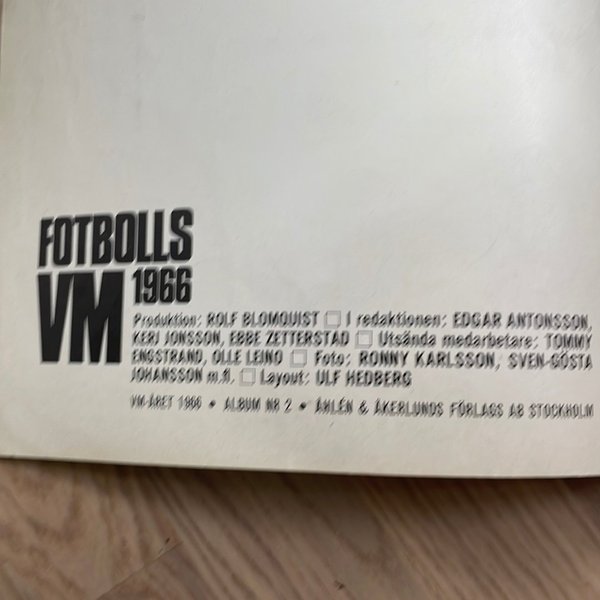 FOTBOLLS
VM 1966
Produktion: ROLF BLOMQUIST □ I redaktionen: EDGAR ANTONSSON,
KERJ JONSSON, EBBE ZETTERSTAD □ Utsända medarbetare: TOMMY
ENGSTRAND, OLLE LEINO □ Foto: RONNY KARLSSON, SVEN-GÖSTA
JOHANSSON m.fl. □ Layout: ULF HEDBERG
VM-ÅRET 1966 • ALBUM NR 2 • ÅHLÉN & ÅKERLUNDS FÖRLAGS AB STOCKHOLM